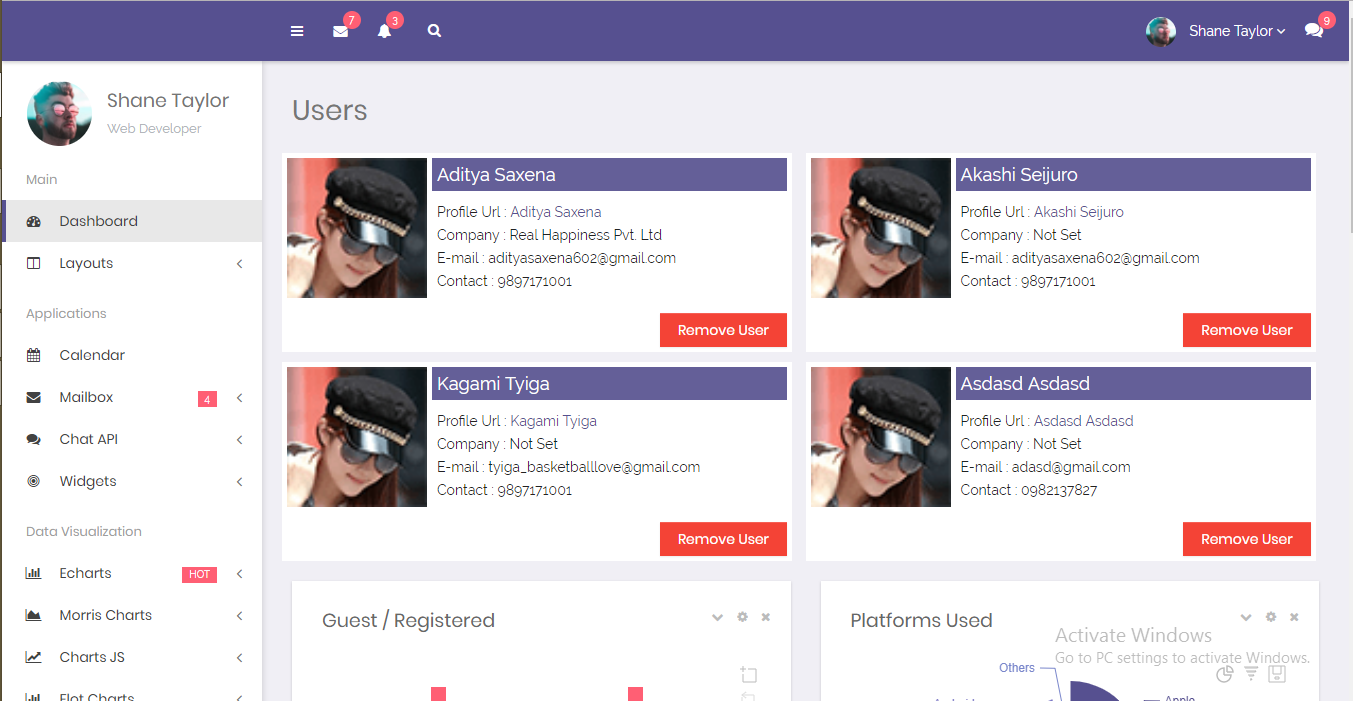 7
3
Shane Taylor
9
Shane Taylor
Web Developer
Main
Dashboard
Layouts
Applications
Calendar
Mailbox 4
Chat API
Widgets
Data Visualization
Echarts HOT
Morris Charts
Charts JS
Flot Charts
Users
Aditya Saxena
Profile Url : Aditya Saxena
Company : Real Happiness Pvt. Ltd
E-mail : adityasaxena602@gmail.com
Contact : 9897171001
Remove User
Akashi Seijuro
Profile Url : Akashi Seijuro
Company : Not Set
E-mail : adityasaxena602@gmail.com
Contact : 9897171001
Remove User
Kagami Tyiga
Profile Url : Kagami Tyiga
Company : Not Set
E-mail : tyiga_basketballlove@gmail.com
Contact : 9897171001
Remove User
Asdasd Asdasd
Profile Url : Asdasd Asdasd
Company : Not Set
E-mail : adasd@gmail.com
Contact : 0982137827
Remove User
Guest / Registered
Platforms Used
Activate Windows
Go to PC settings to activate Windows.
Others
Apple